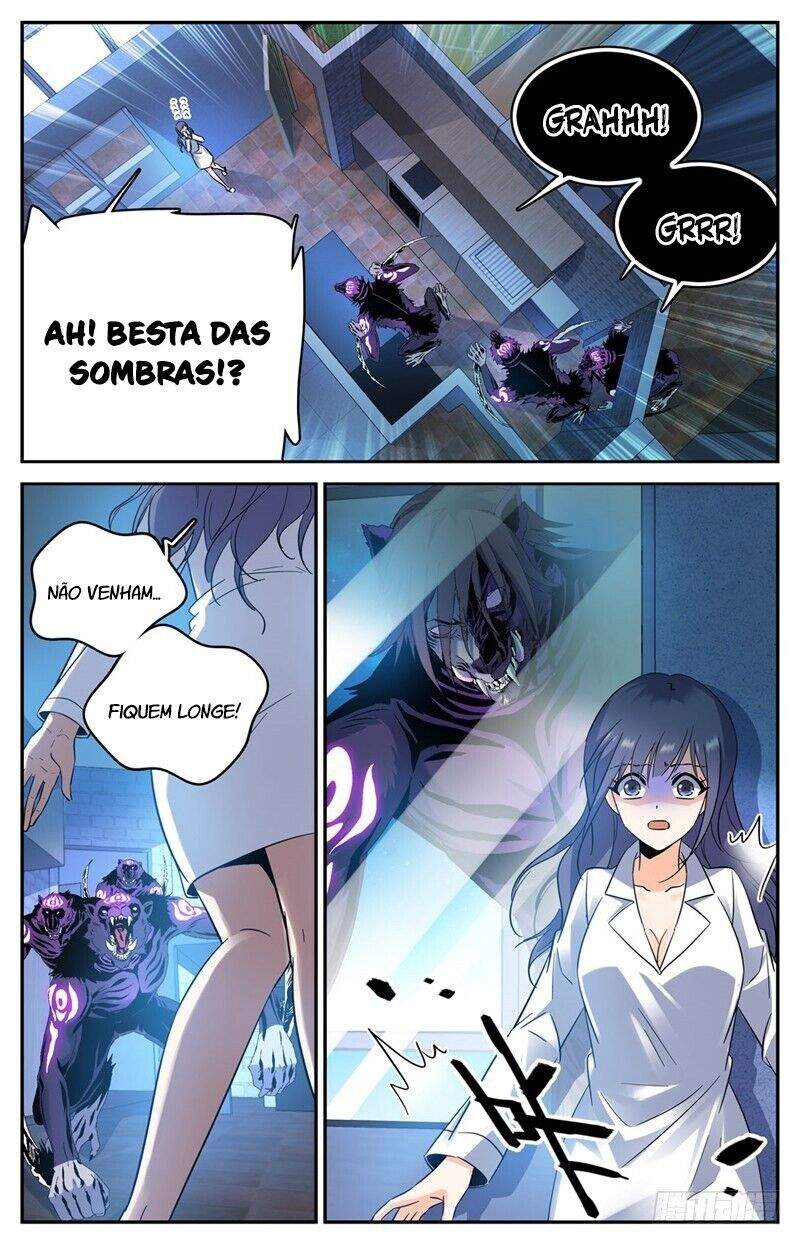 GRAHHH!
GRRR!
AH! BESTA DAS
SOMBRAS!?
NÃO VENHAM...
FIQUEM LONGE!